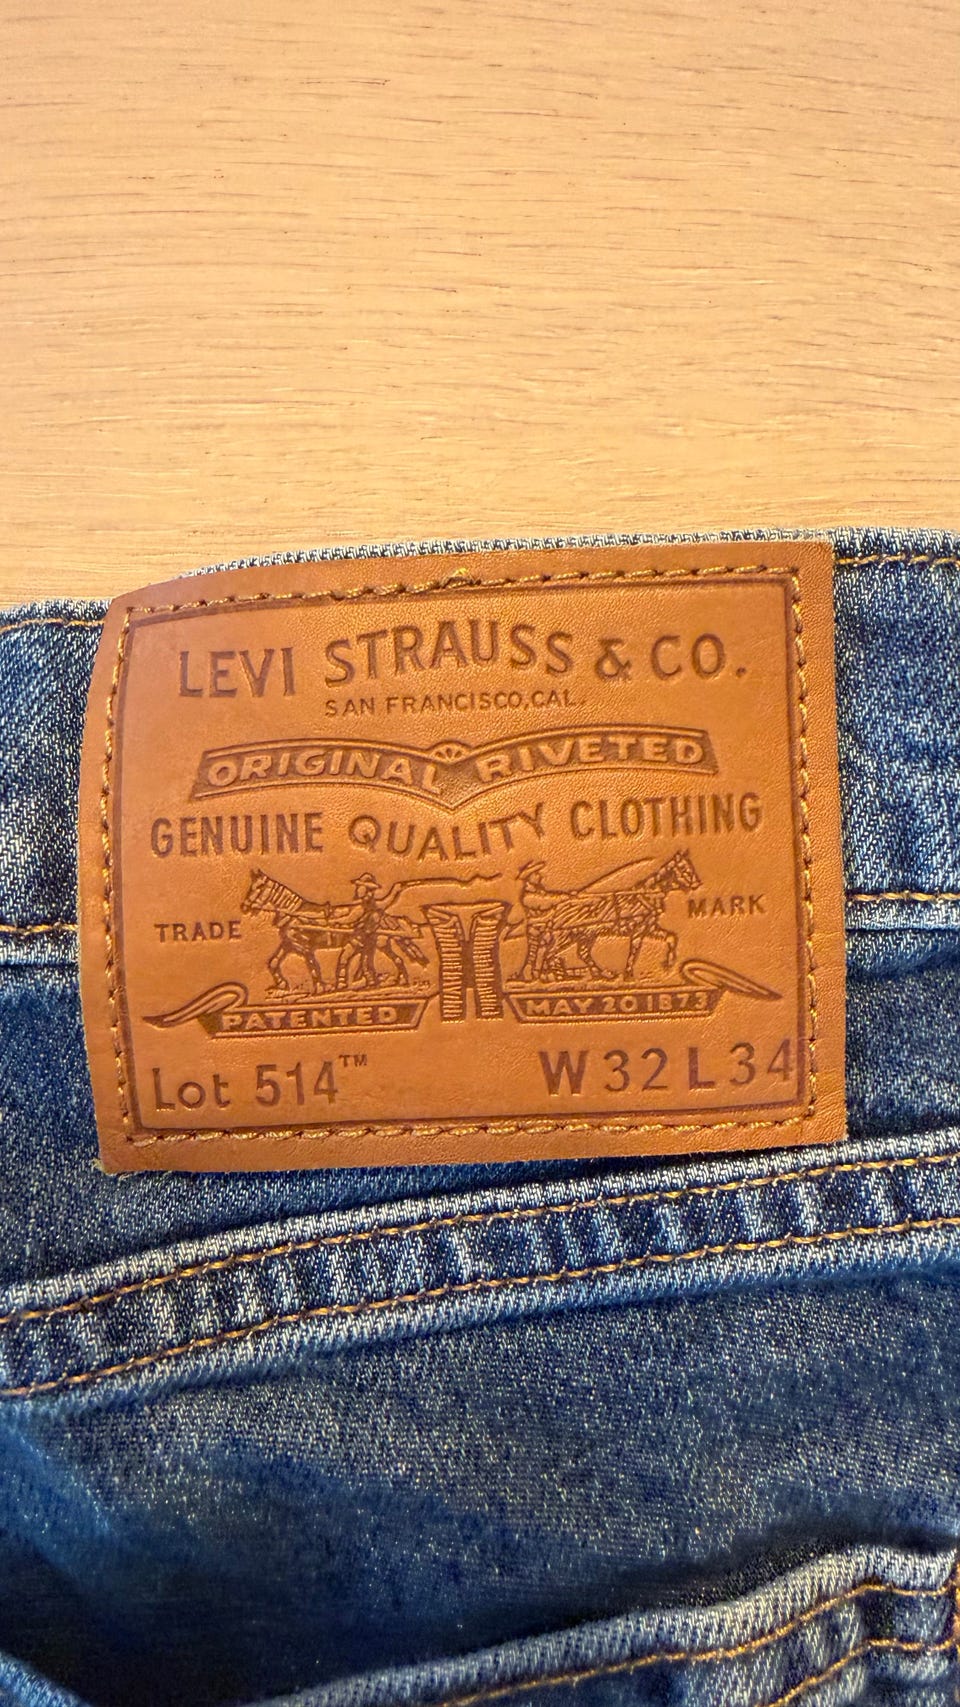 LEVI STRAUSS & CO.
SAN FRANCISCO, CAL.
ORIGINAL RIVETED
GENUINE QUALITY CLOTHING
TRADE MARK
PATENTED MAY 20 1873
Lot 514™ W32 L34